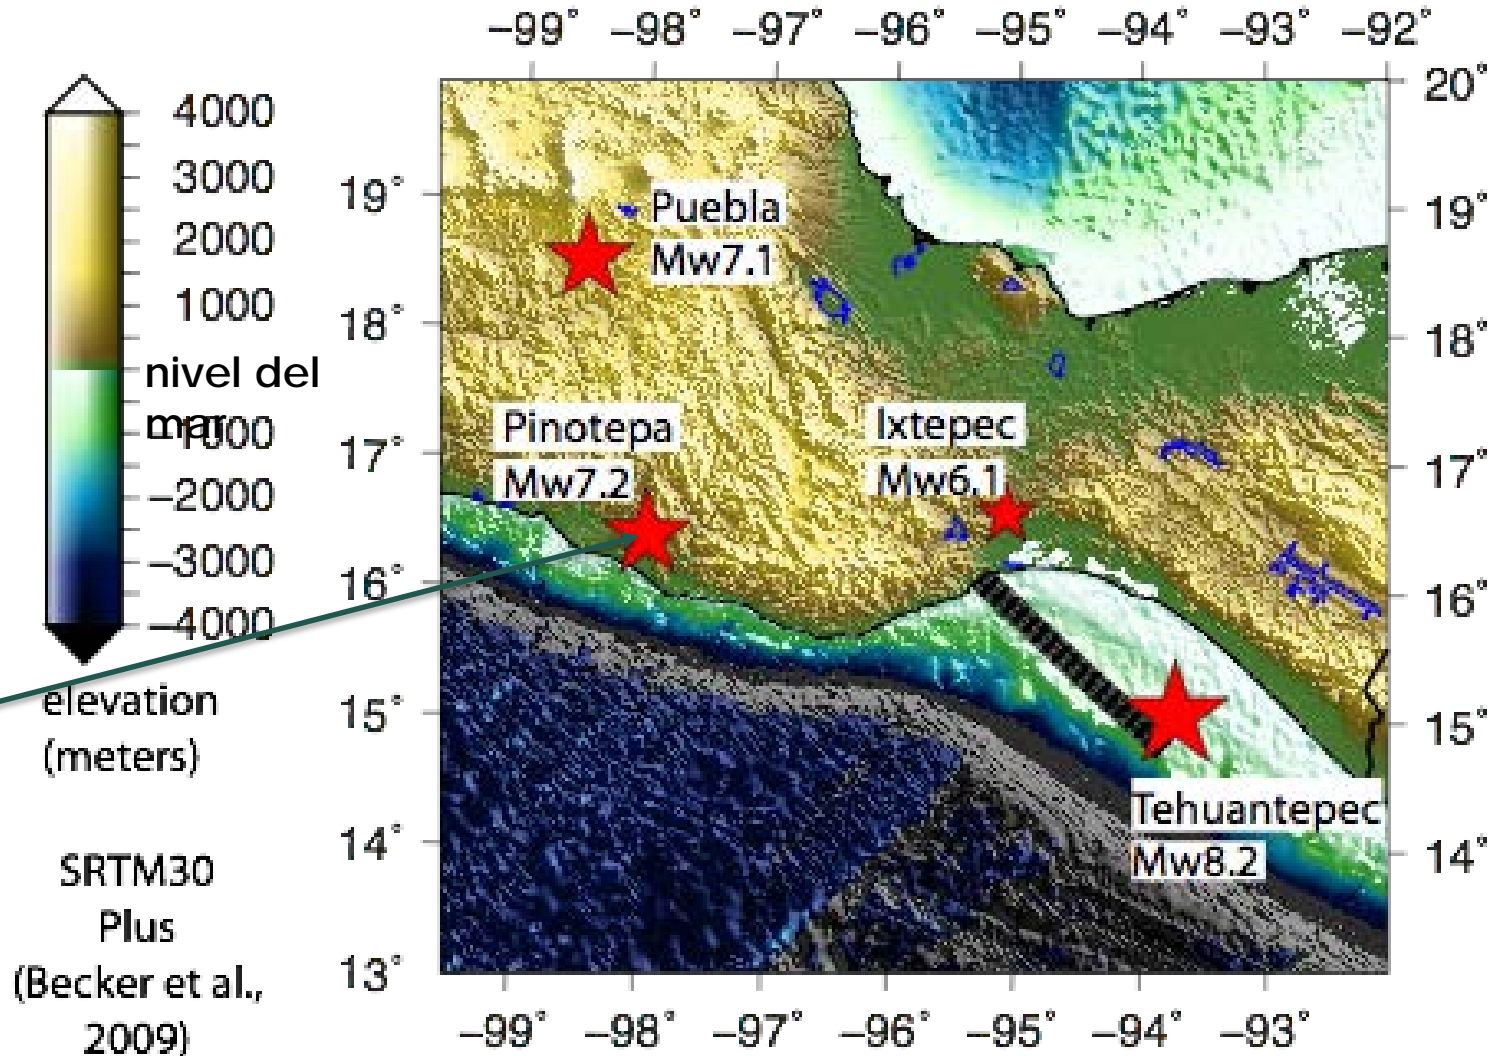 −99° −98° −97° −96° −95° −94° −93° −92°
4000
3000
2000
1000
nivel del
mar
−1000
−2000
−3000
−4000
elevation
(meters)
SRTM30
Plus
(Becker et al.,
2009)
19°
18°
17°
16°
15°
14°
13°
Puebla
Mw7.1
Pinotepa
Mw7.2
Ixtepec
Mw6.1
Tehuantepec
Mw8.2
20°
19°
18°
17°
16°
15°
14°
−99° −98° −97° −96° −95° −94° −93°